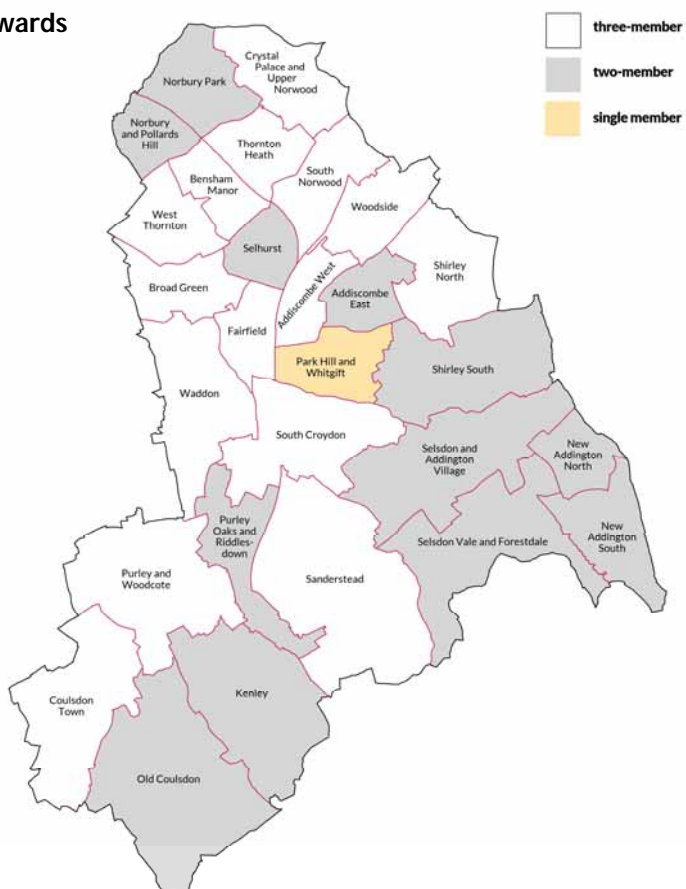 wards
three-member
two-member
single member
Crystal
Palace and
Upper
Norwood
Norbury Park
Norbury
and Pollards
Hill
Thornton
Heath
South
Norwood
Bensham
Manor
Woodside
West
Thornton
Selhurst
Shirley
North
Broad Green
Addiscombe West
Addiscombe
East
Fairfield
Park Hill and
Whitgift
Shirley South
Waddon
South Croydon
Selsdon and
Addington
Village
New
Addington
North
Purley
Oaks and
Riddles-
down
Selsdon Vale and Forestdale
New
Addington
South
Purley and
Woodcote
Sanderstead
Kenley
Coulsdon
Town
Old Coulsdon